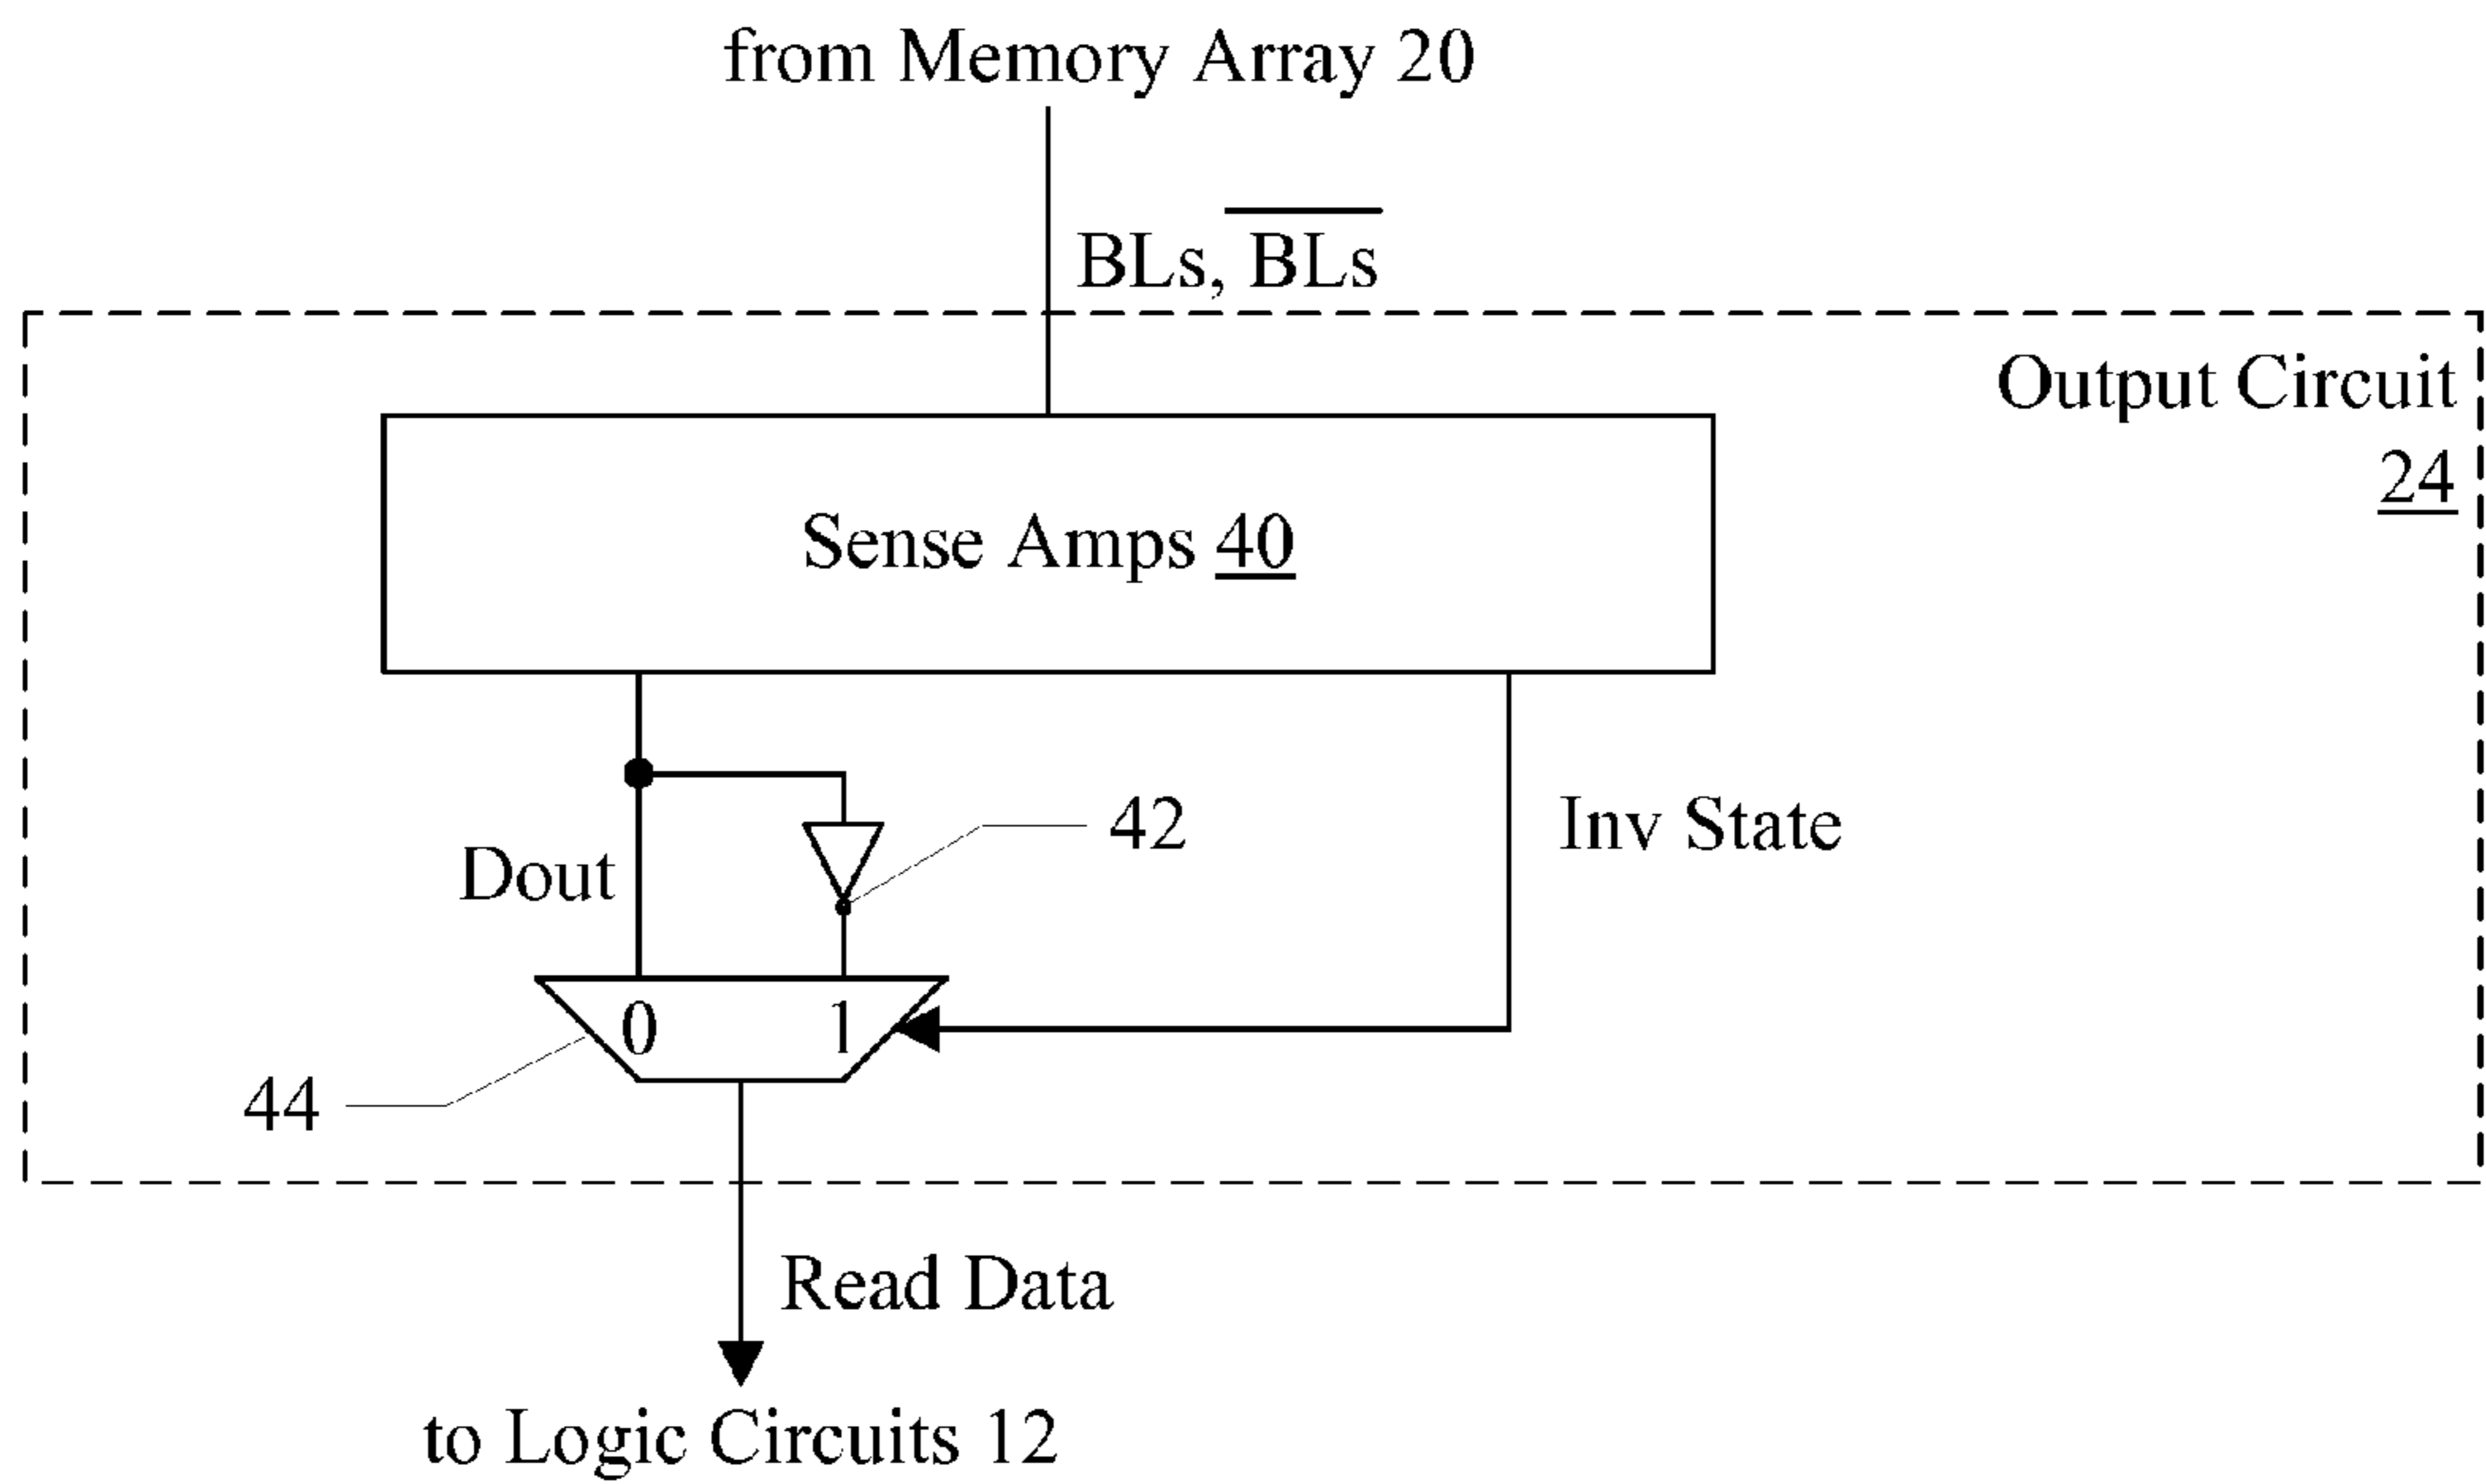 from Memory Array 20
BLs, B̅L̅s̅
Output Circuit
24
Sense Amps 40
42
Inv State
Dout
0 1
44
Read Data
to Logic Circuits 12